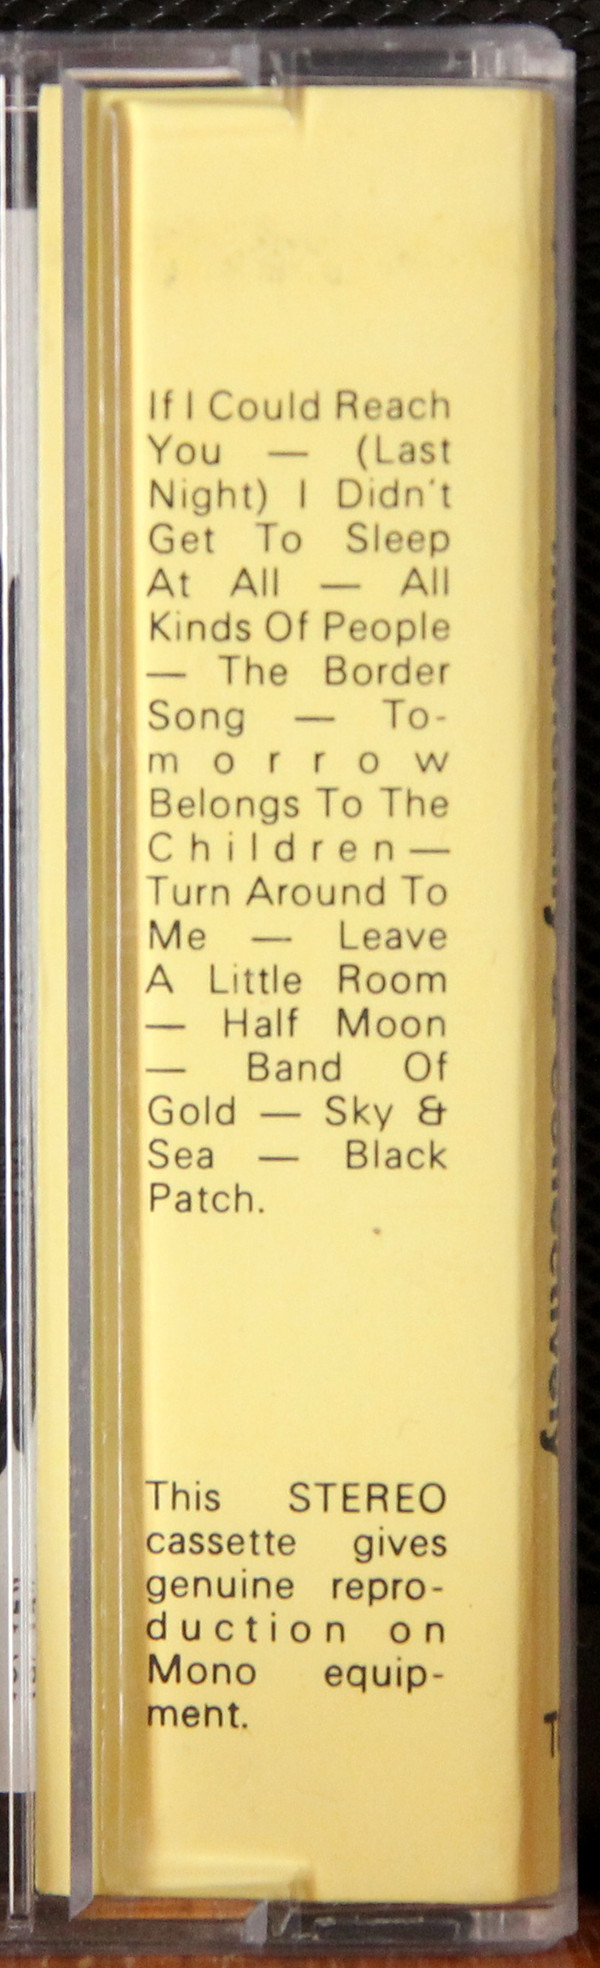 If I Could Reach
You — (Last
Night) I Didn't
Get To Sleep
At All — All
Kinds Of People
— The Border
Song — To-
morrow
Belongs To The
Children —
Turn Around To
Me — Leave
A Little Room
— Half Moon
— Band Of
Gold — Sky &
Sea — Black
Patch.
This STEREO
cassette gives
genuine repro-
duction on
Mono equip-
ment.